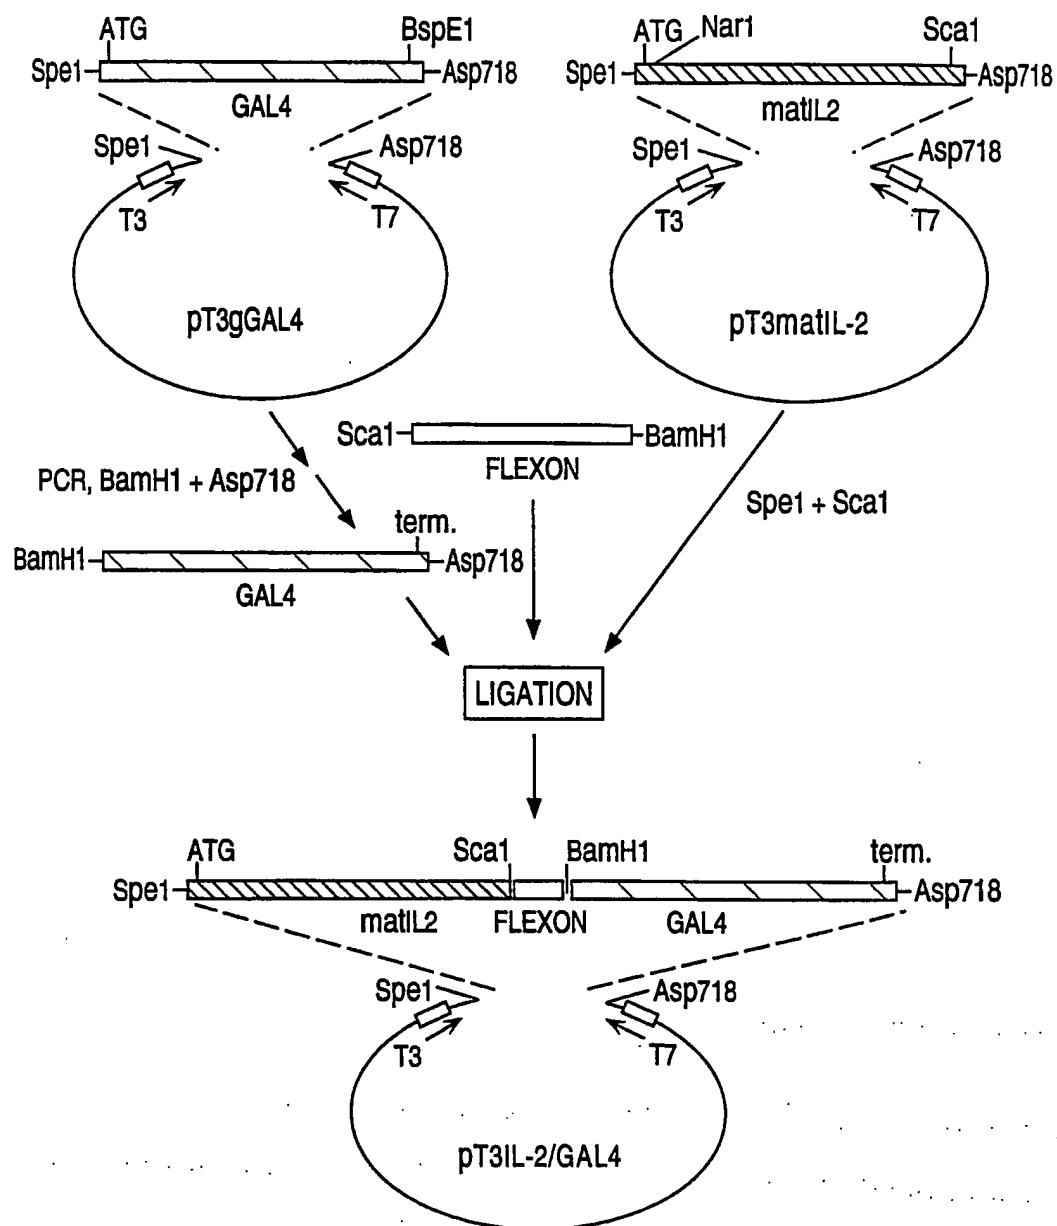 ATG BspE1
Spe1 Asp718
GAL4
Spe1 Asp718
T3 T7
pT3gGAL4
ATG Nar1 Sca1
Spe1 Asp718
matIL2
Spe1 Asp718
T3 T7
pT3matIL-2
Sca1 BamH1
FLEXON
PCR, BamH1 + Asp718
Spe1 + Sca1
term.
BamH1 Asp718
GAL4
LIGATION
ATG Sca1 BamH1 term.
Spe1 Asp718
matIL2 FLEXON GAL4
Spe1 Asp718
T3 T7
pT3IL-2/GAL4